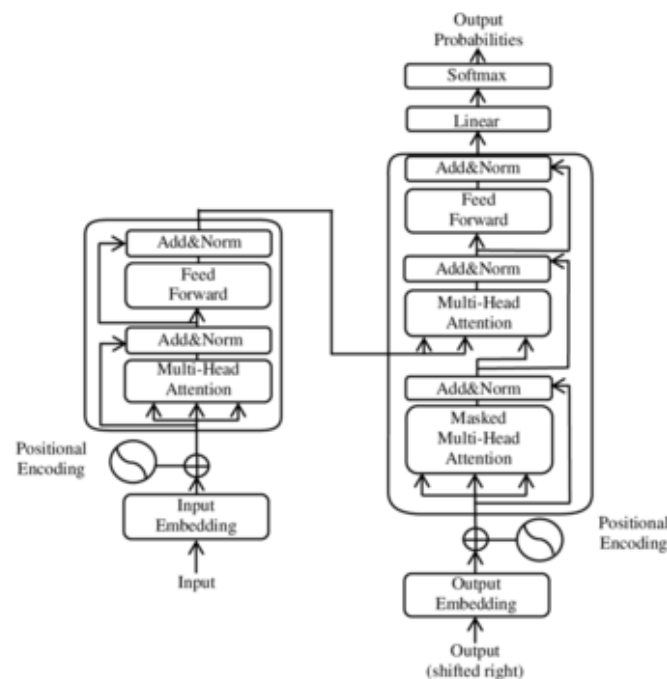 Output
Probabilities
Softmax
Linear
Add&Norm
Feed
Forward
Add&Norm
Multi-Head
Attention
Add&Norm
Masked
Multi-Head
Attention
Positional
Encoding
Output
Embedding
Output
(shifted right)
Add&Norm
Feed
Forward
Add&Norm
Multi-Head
Attention
Positional
Encoding
Input
Embedding
Input